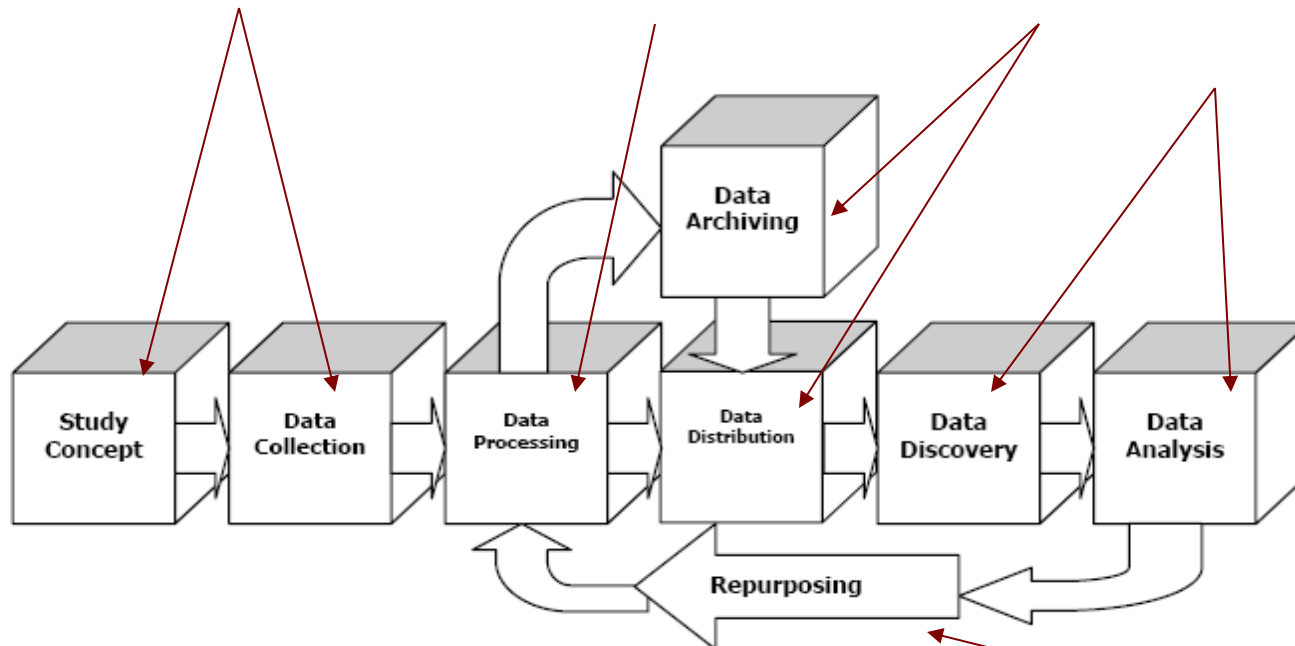 Data
Archiving
Study
Concept
Data
Collection
Data
Processing
Data
Distribution
Data
Discovery
Data
Analysis
Repurposing